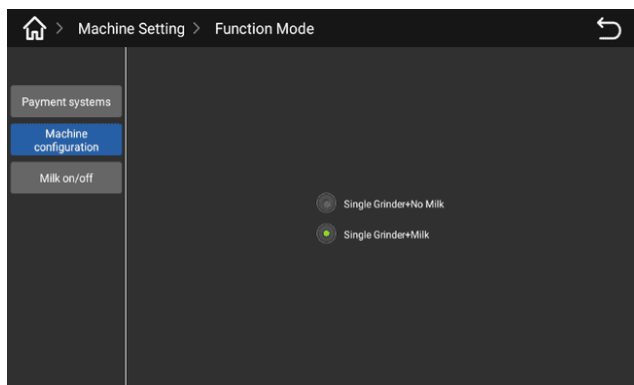 Machine Setting > Function Mode
Payment systems
Machine
configuration
Milk on/off
Single Grinder+No Milk
Single Grinder+Milk